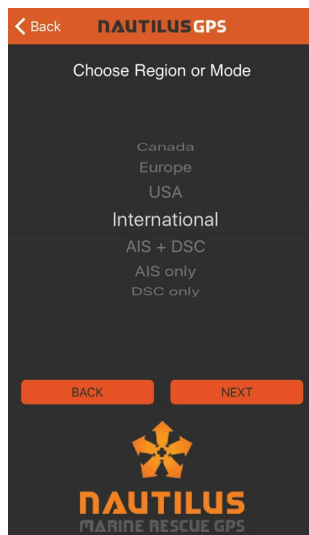 Back NAUTILUS GPS
Choose Region or Mode
Canada
Europe
USA
International
AIS + DSC
AIS only
DSC only
BACK NEXT
NAUTILUS
MARINE RESCUE GPS